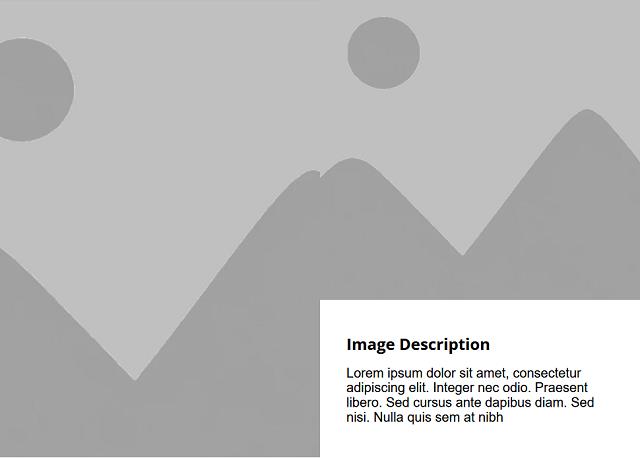 Image Description
Lorem ipsum dolor sit amet, consectetur
adipiscing elit. Integer nec odio. Praesent
libero. Sed cursus ante dapibus diam. Sed
nisi. Nulla quis sem at nibh